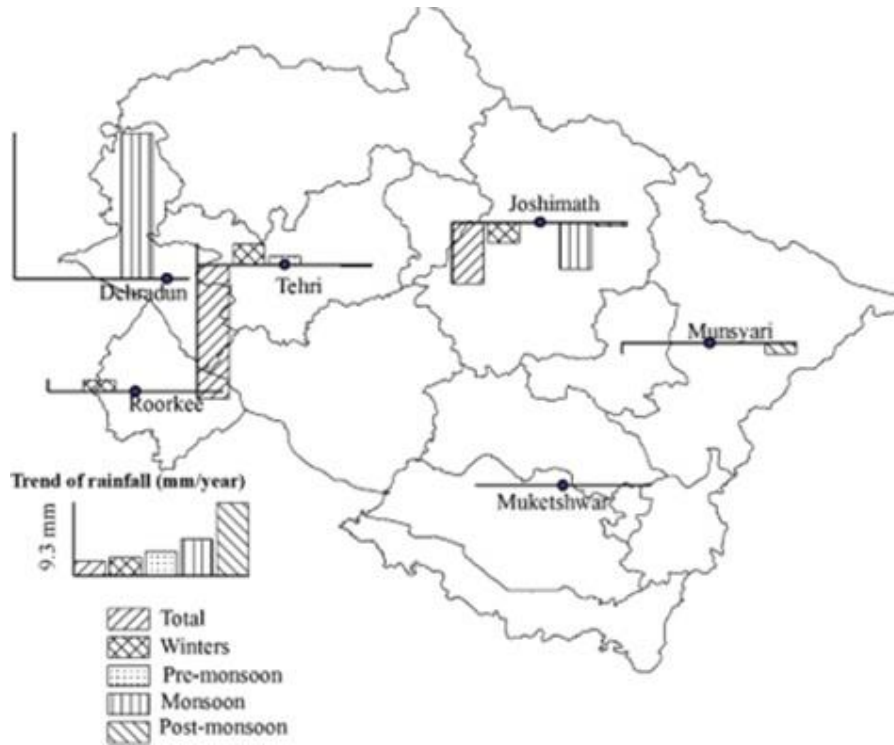 Joshimath
Dehradun
Tehri
Munsyari
Roorkee
Muketshwar
Trend of rainfall (mm/year)
9.3 mm
Total
Winters
Pre-monsoon
Monsoon
Post-monsoon